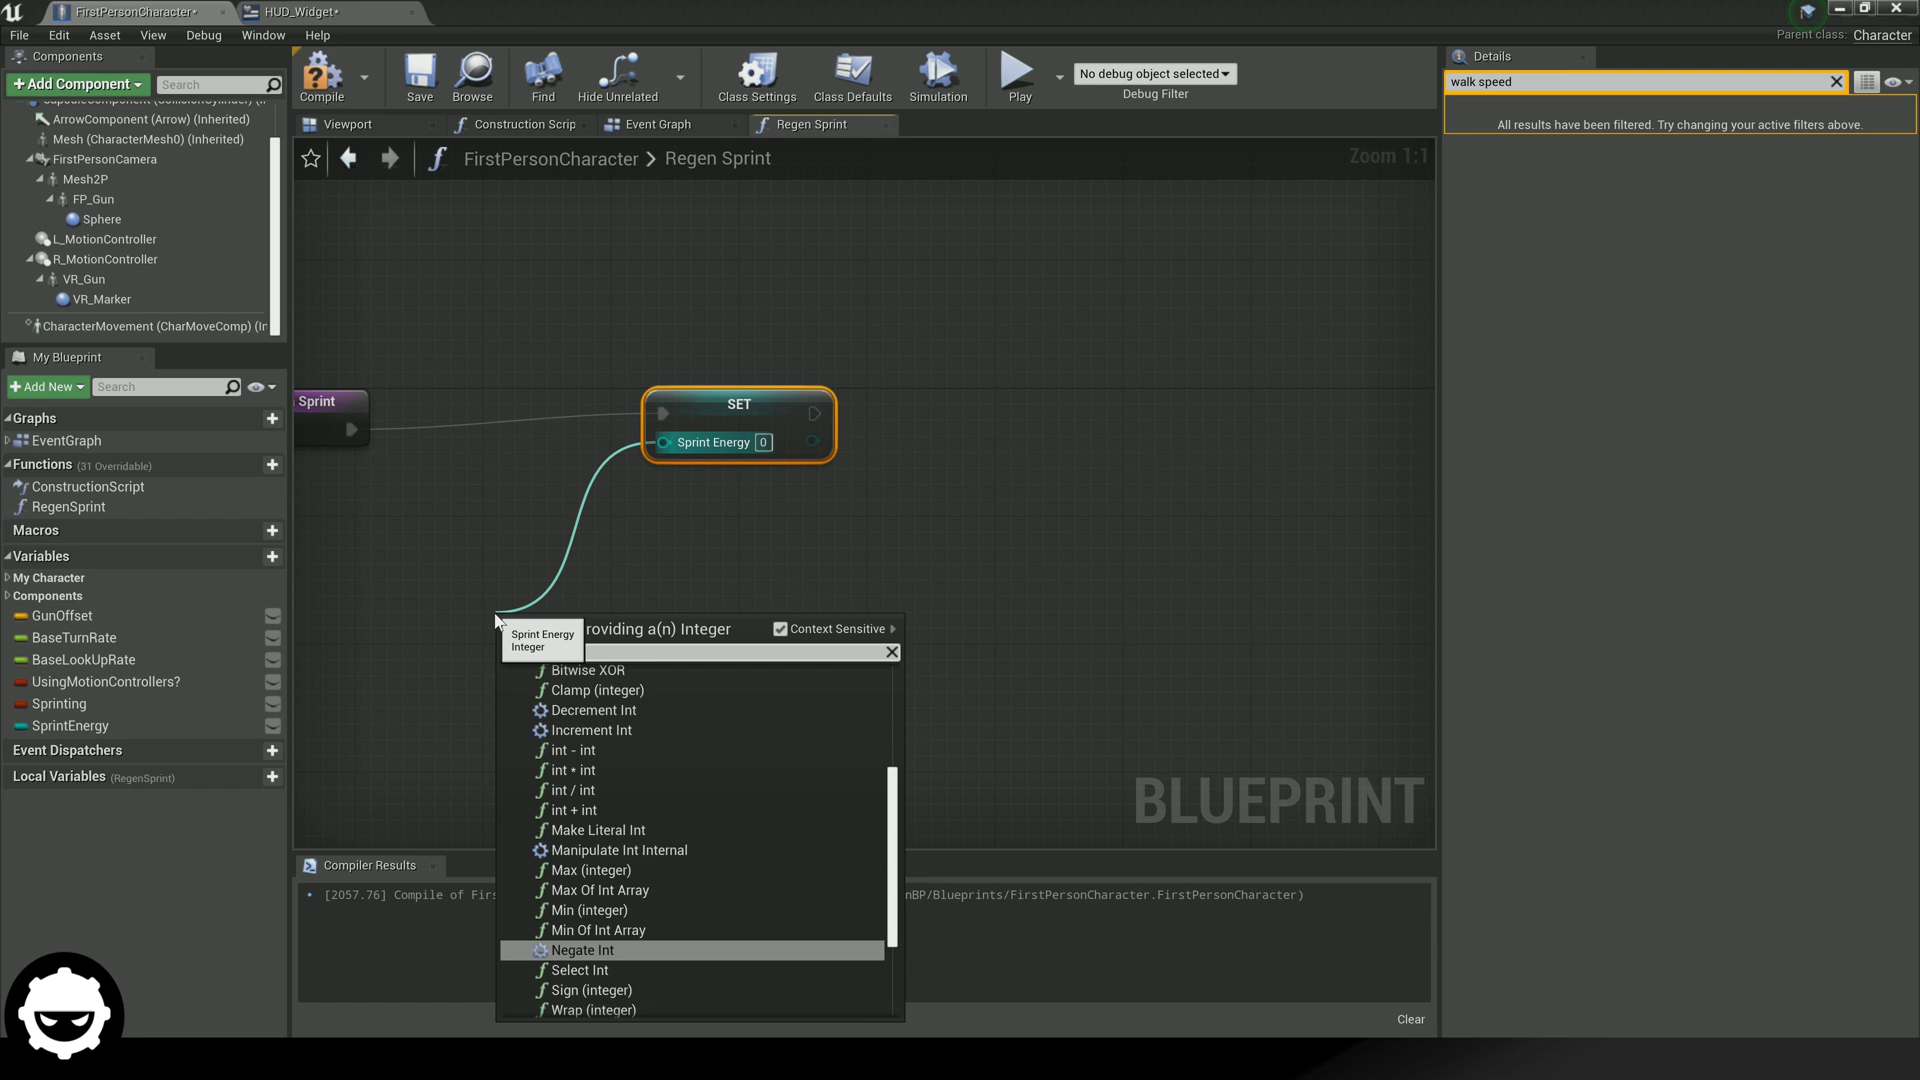 FirstPersonCharacter*
HUD_Widget*
File Edit Asset View Debug Window Help
Parent class: Character
Components
Add Component
Search
ArrowComponent (Arrow) (Inherited)
Mesh (CharacterMesh0) (Inherited)
FirstPersonCamera
Mesh2P
FP_Gun
Sphere
L_MotionController
R_MotionController
VR_Gun
VR_Marker
CharacterMovement (CharMoveComp) (In
Compile
Save
Browse
Find
Hide Unrelated
Class Settings
Class Defaults
Simulation
Play
No debug object selected
Debug Filter
Details
walk speed
All results have been filtered. Try changing your active filters above.
Viewport
Construction Scrip
Event Graph
Regen Sprint
FirstPersonCharacter > Regen Sprint
Zoom 1:1
My Blueprint
Add New
Search
Graphs
EventGraph
Functions (31 Overridable)
ConstructionScript
RegenSprint
Macros
Variables
My Character
Components
GunOffset
BaseTurnRate
BaseLookUpRate
UsingMotionControllers?
Sprinting
SprintEnergy
Event Dispatchers
Local Variables (RegenSprint)
Sprint
SET
Sprint Energy 0
Sprint Energy
Integer
roviding a(n) Integer
Context Sensitive
Bitwise XOR
Clamp (integer)
Decrement Int
Increment Int
int - int
int * int
int / int
int + int
Make Literal Int
Manipulate Int Internal
Max (integer)
Max Of Int Array
Min (integer)
Min Of Int Array
Negate Int
Select Int
Sign (integer)
Wrap (integer)
BLUEPRINT
Compiler Results
[2057.76] Compile of Firs
nBP/Blueprints/FirstPersonCharacter.FirstPersonCharacter)
Clear